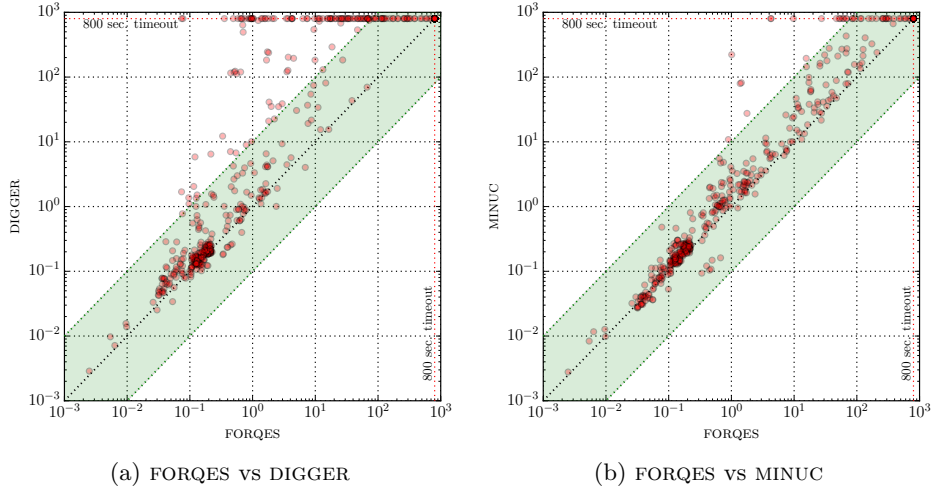 800 sec. timeout
10³
10²
10¹
10⁰
10⁻¹
10⁻²
10⁻³
DIGGER
800 sec. timeout
10⁻³ 10⁻² 10⁻¹ 10⁰ 10¹ 10² 10³
FORQES
(a) FORQES vs DIGGER
800 sec. timeout
10³
10²
10¹
10⁰
10⁻¹
10⁻²
10⁻³
MINUC
800 sec. timeout
10⁻³ 10⁻² 10⁻¹ 10⁰ 10¹ 10² 10³
FORQES
(b) FORQES vs MINUC